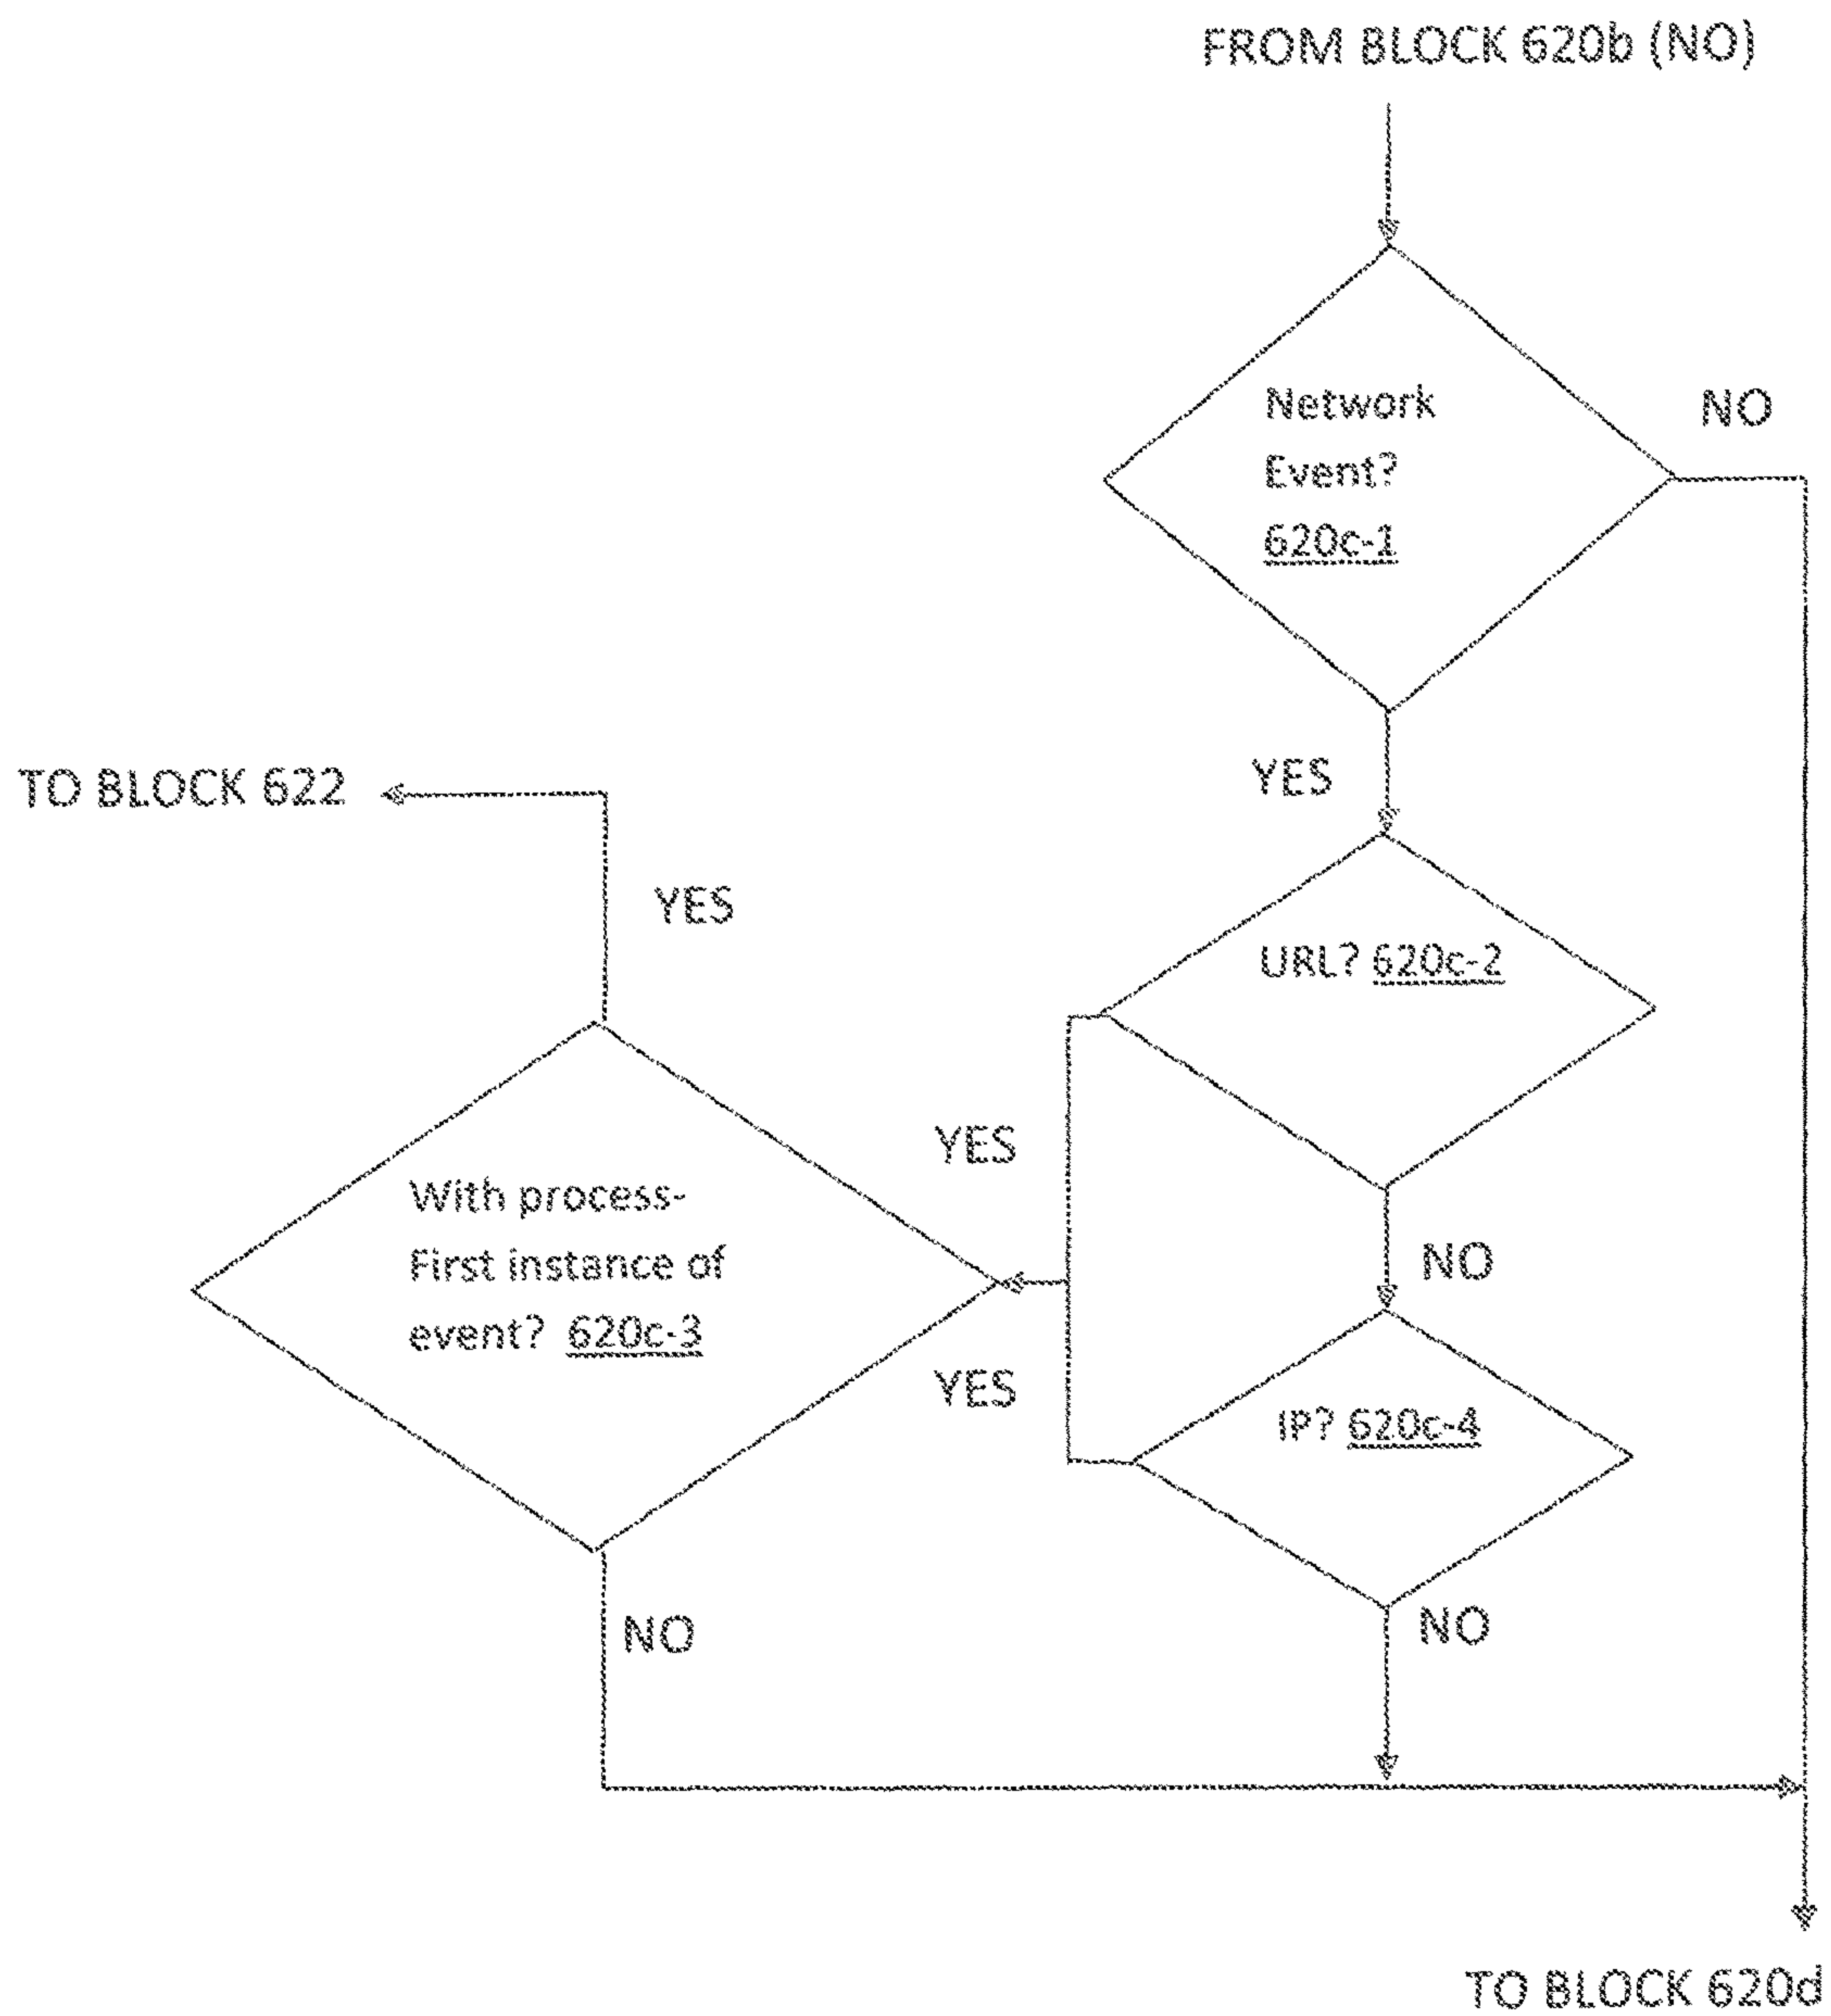 FROM BLOCK 620b (NO)
Network
Event?
620c-1
NO
YES
TO BLOCK 622
YES
URL? 620c-2
YES
With process-
First instance of
event? 620c-3
NO
YES
IP? 620c-4
NO
NO
TO BLOCK 620d